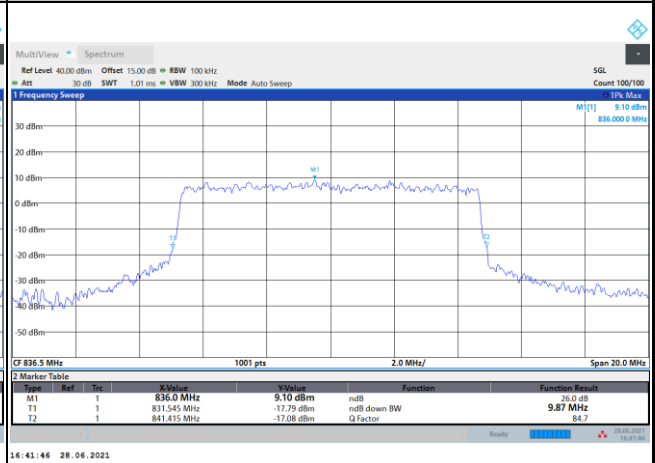 MultiView Spectrum
Ref Level 40.00 dBm Offset 15.00 dB RBW 100 kHz SGL
Att 30 dB SWT 1.01 ms VBW 300 kHz Mode Auto Sweep Count 100/100
1 Frequency Sweep 1Pk Max
M1[1] 9.10 dBm
836.000 0 MHz
30 dBm
20 dBm
M1
10 dBm
0 dBm
-10 dBm
T1 T2
-20 dBm
-30 dBm
-40 dBm
-50 dBm
CF 836.5 MHz 1001 pts 2.0 MHz/ Span 20.0 MHz
2 Marker Table
Type Ref Trc X-Value Y-Value Function Function Result
M1 1 836.0 MHz 9.10 dBm ndB 26.0 dB
T1 1 831.545 MHz -17.79 dBm ndB down BW 9.87 MHz
T2 1 841.415 MHz -17.08 dBm Q Factor 84.7
Ready 28.06.2021
16:41:46
16:41:46 28.06.2021